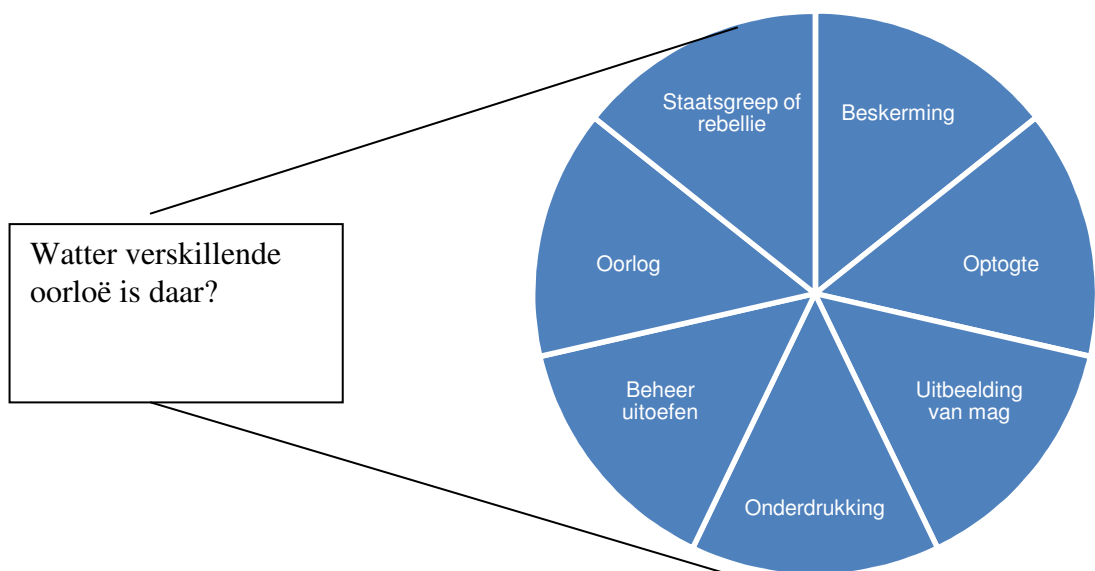 Watter verskillende
oorloë is daar?
Staatsgreep of
rebellie
Beskerming
Oorlog
Optogte
Beheer
uitoefen
Uitbeelding
van mag
Onderdrukking